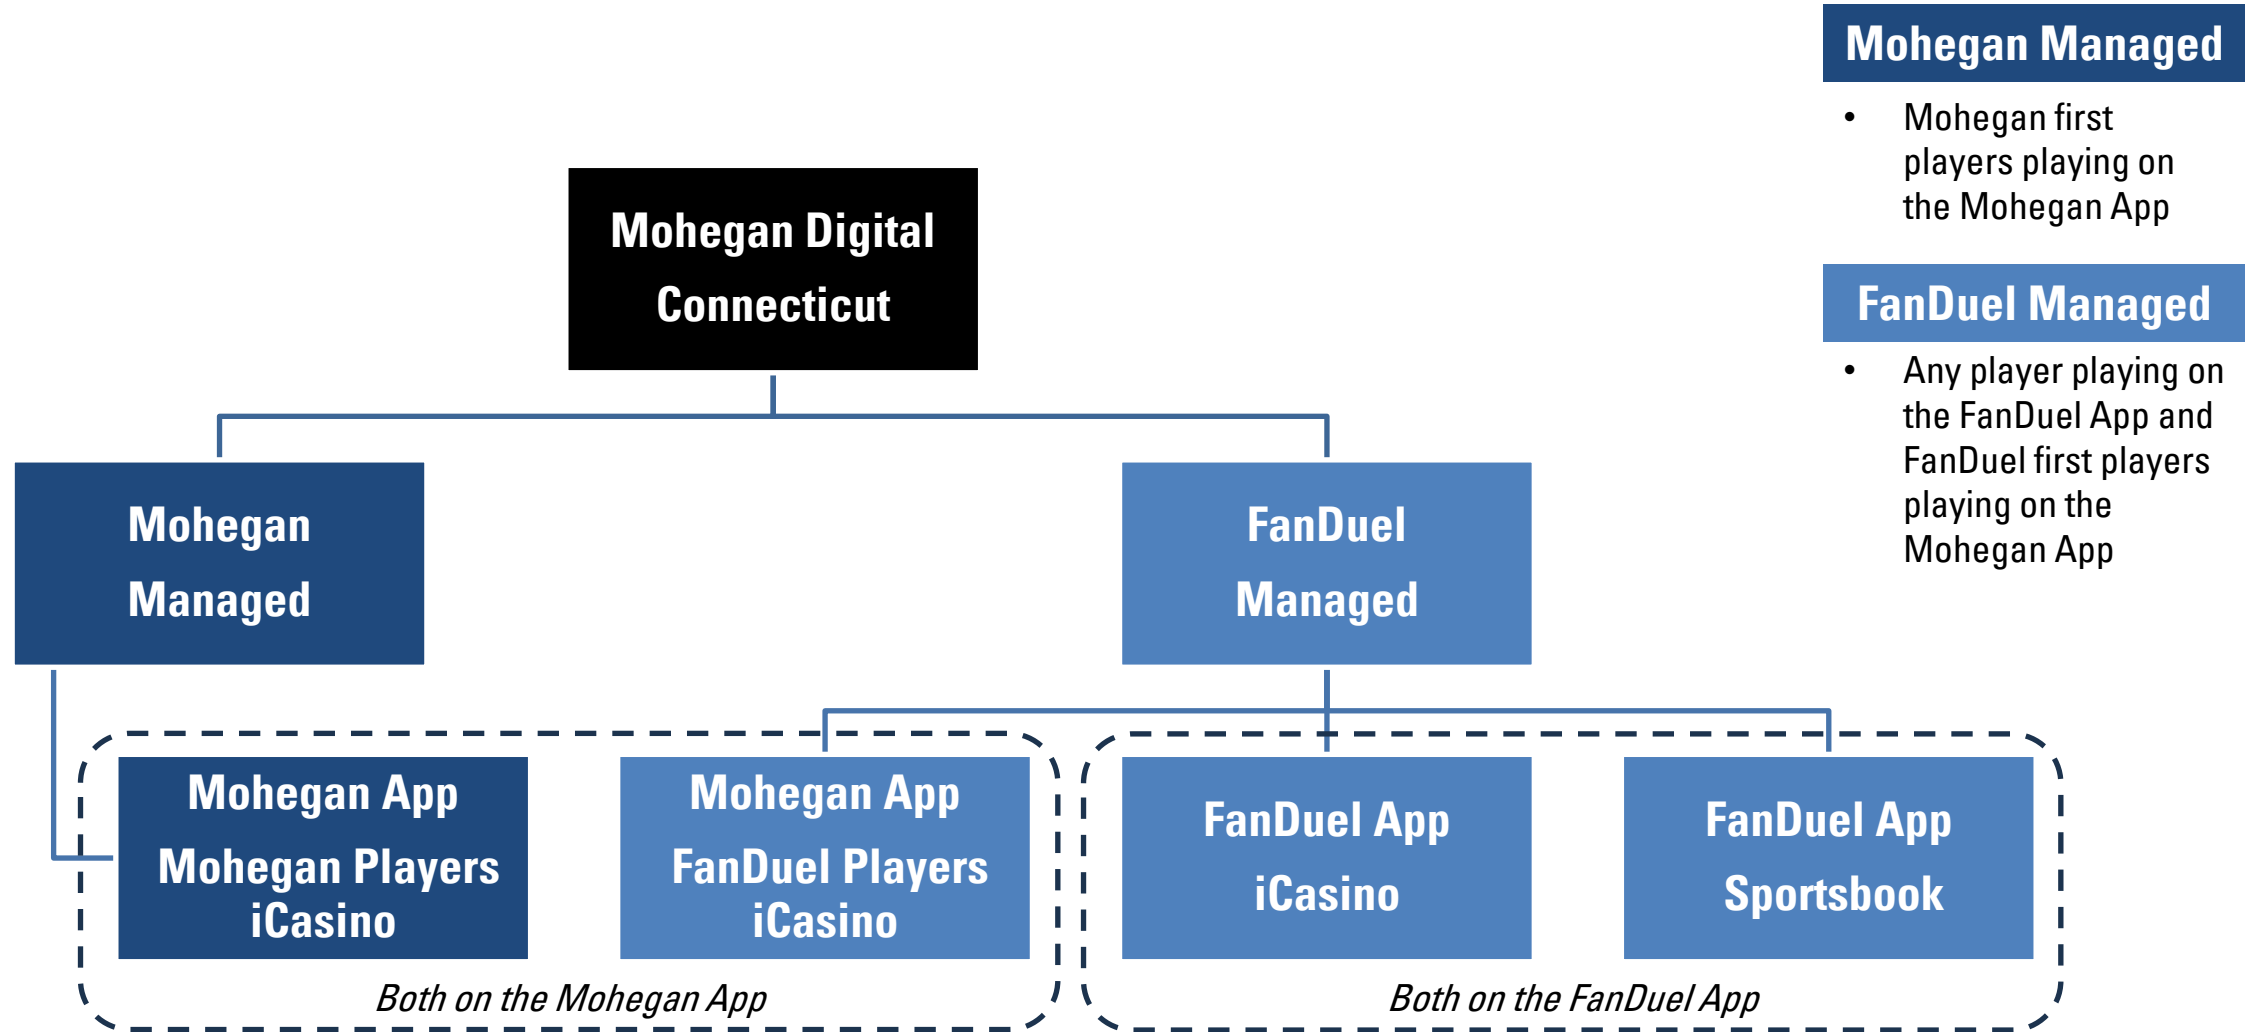 Mohegan Digital
Connecticut
Mohegan
Managed
FanDuel
Managed
Mohegan App
Mohegan Players
iCasino
Mohegan App
FanDuel Players
iCasino
FanDuel App
iCasino
FanDuel App
Sportsbook
Both on the Mohegan App
Both on the FanDuel App
Mohegan Managed
• Mohegan first
players playing on
the Mohegan App
FanDuel Managed
• Any player playing on
the FanDuel App and
FanDuel first players
playing on the
Mohegan App